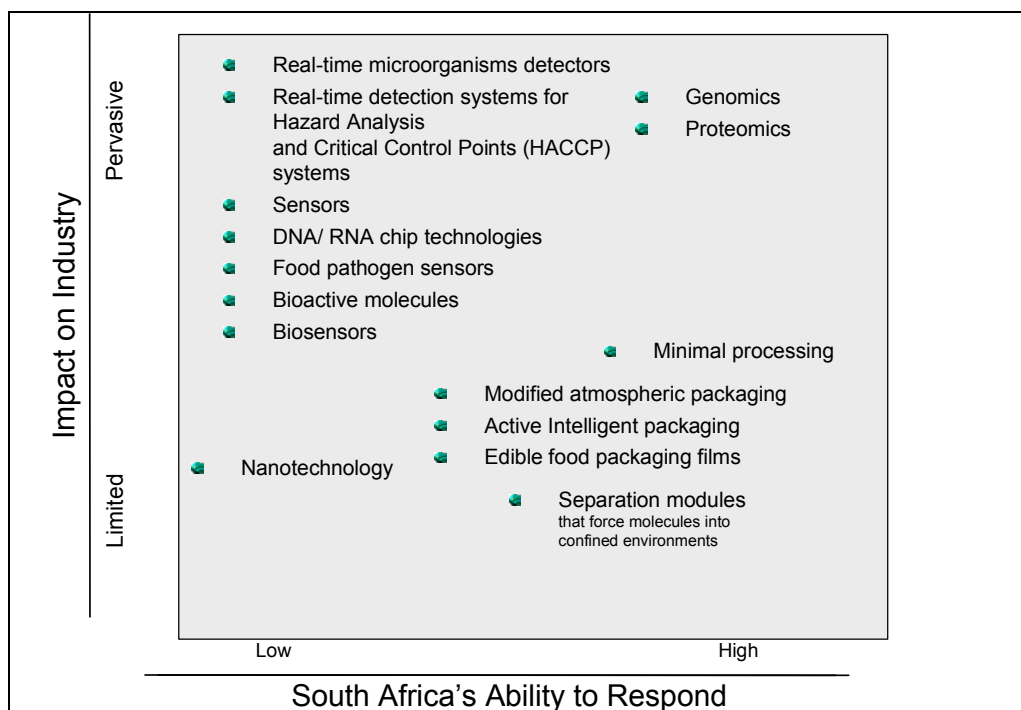 Impact on Industry
Pervasive
Limited
Real-time microorganisms detectors
Real-time detection systems for
Hazard Analysis
and Critical Control Points (HACCP)
systems
Genomics
Proteomics
Sensors
DNA/ RNA chip technologies
Food pathogen sensors
Bioactive molecules
Biosensors
Minimal processing
Modified atmospheric packaging
Active Intelligent packaging
Edible food packaging films
Nanotechnology
Separation modules
that force molecules into
confined environments
Low
High
South Africa's Ability to Respond